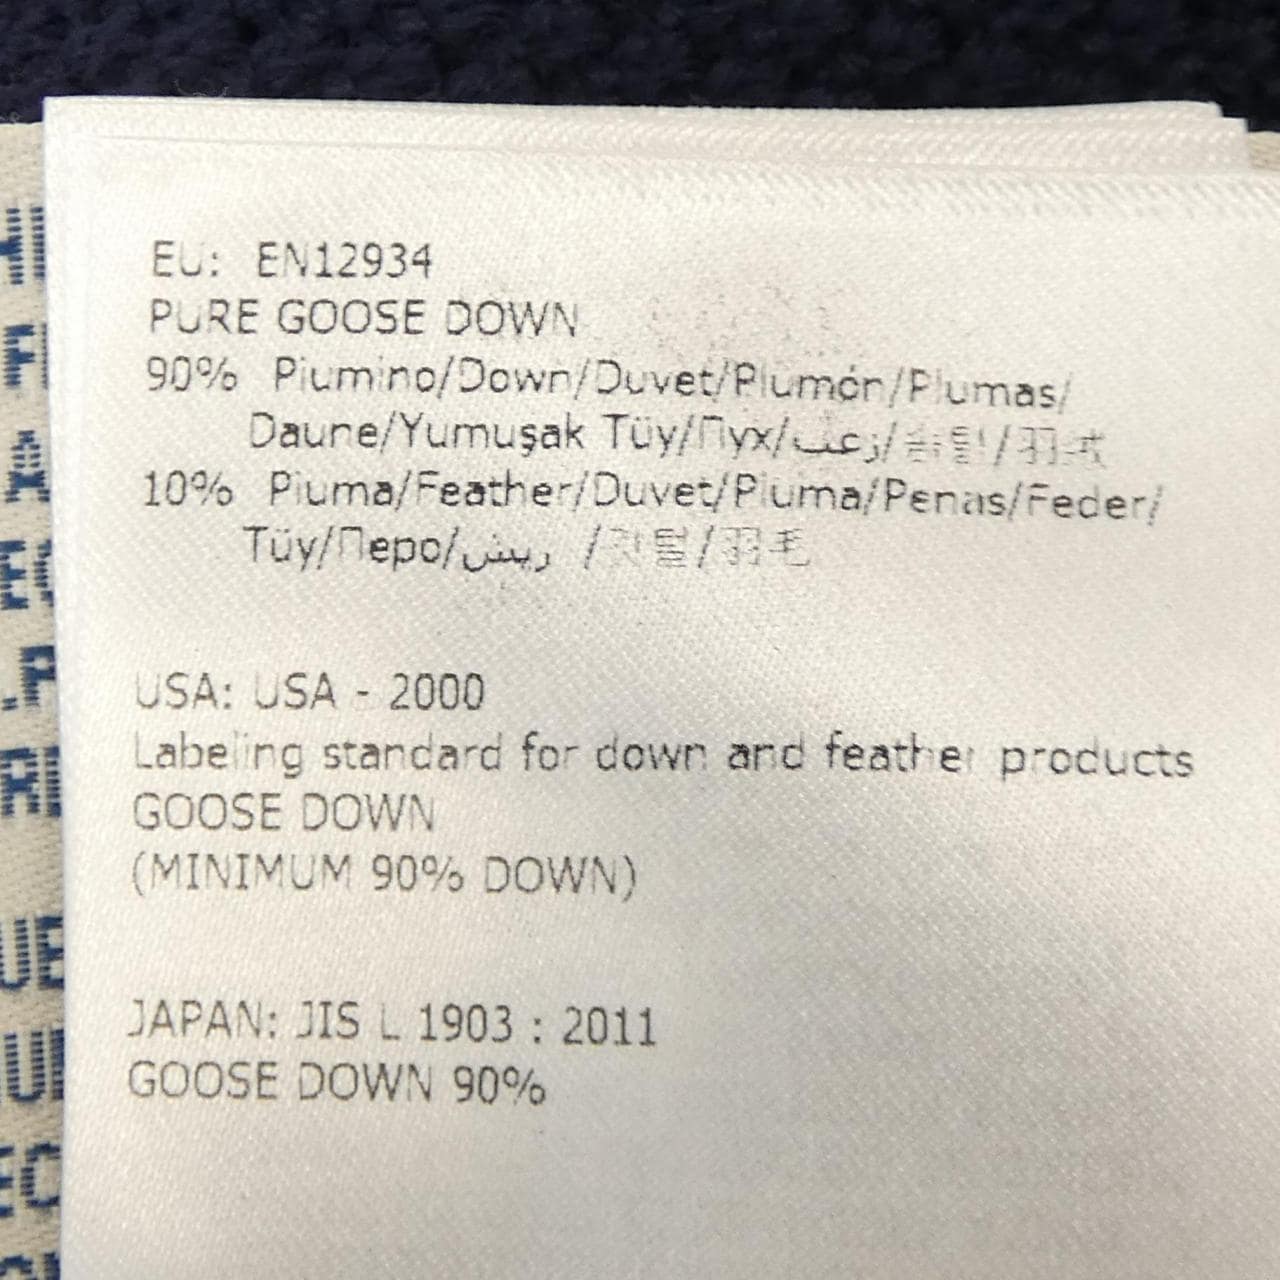 EU: EN12934
PURE GOOSE DOWN
90% Piumino/Down/Duvet/Plumón/Plumas/
Daune/Yumuşak Tüy/Пух/زغب/솜털/羽绒
10% Piuma/Feather/Duvet/Pluma/Penas/Feder/
Tüy/Перо/ريش /깃털/羽毛
USA: USA - 2000
Labeling standard for down and feather products
GOOSE DOWN
(MINIMUM 90% DOWN)
JAPAN: JIS L 1903 : 2011
GOOSE DOWN 90%